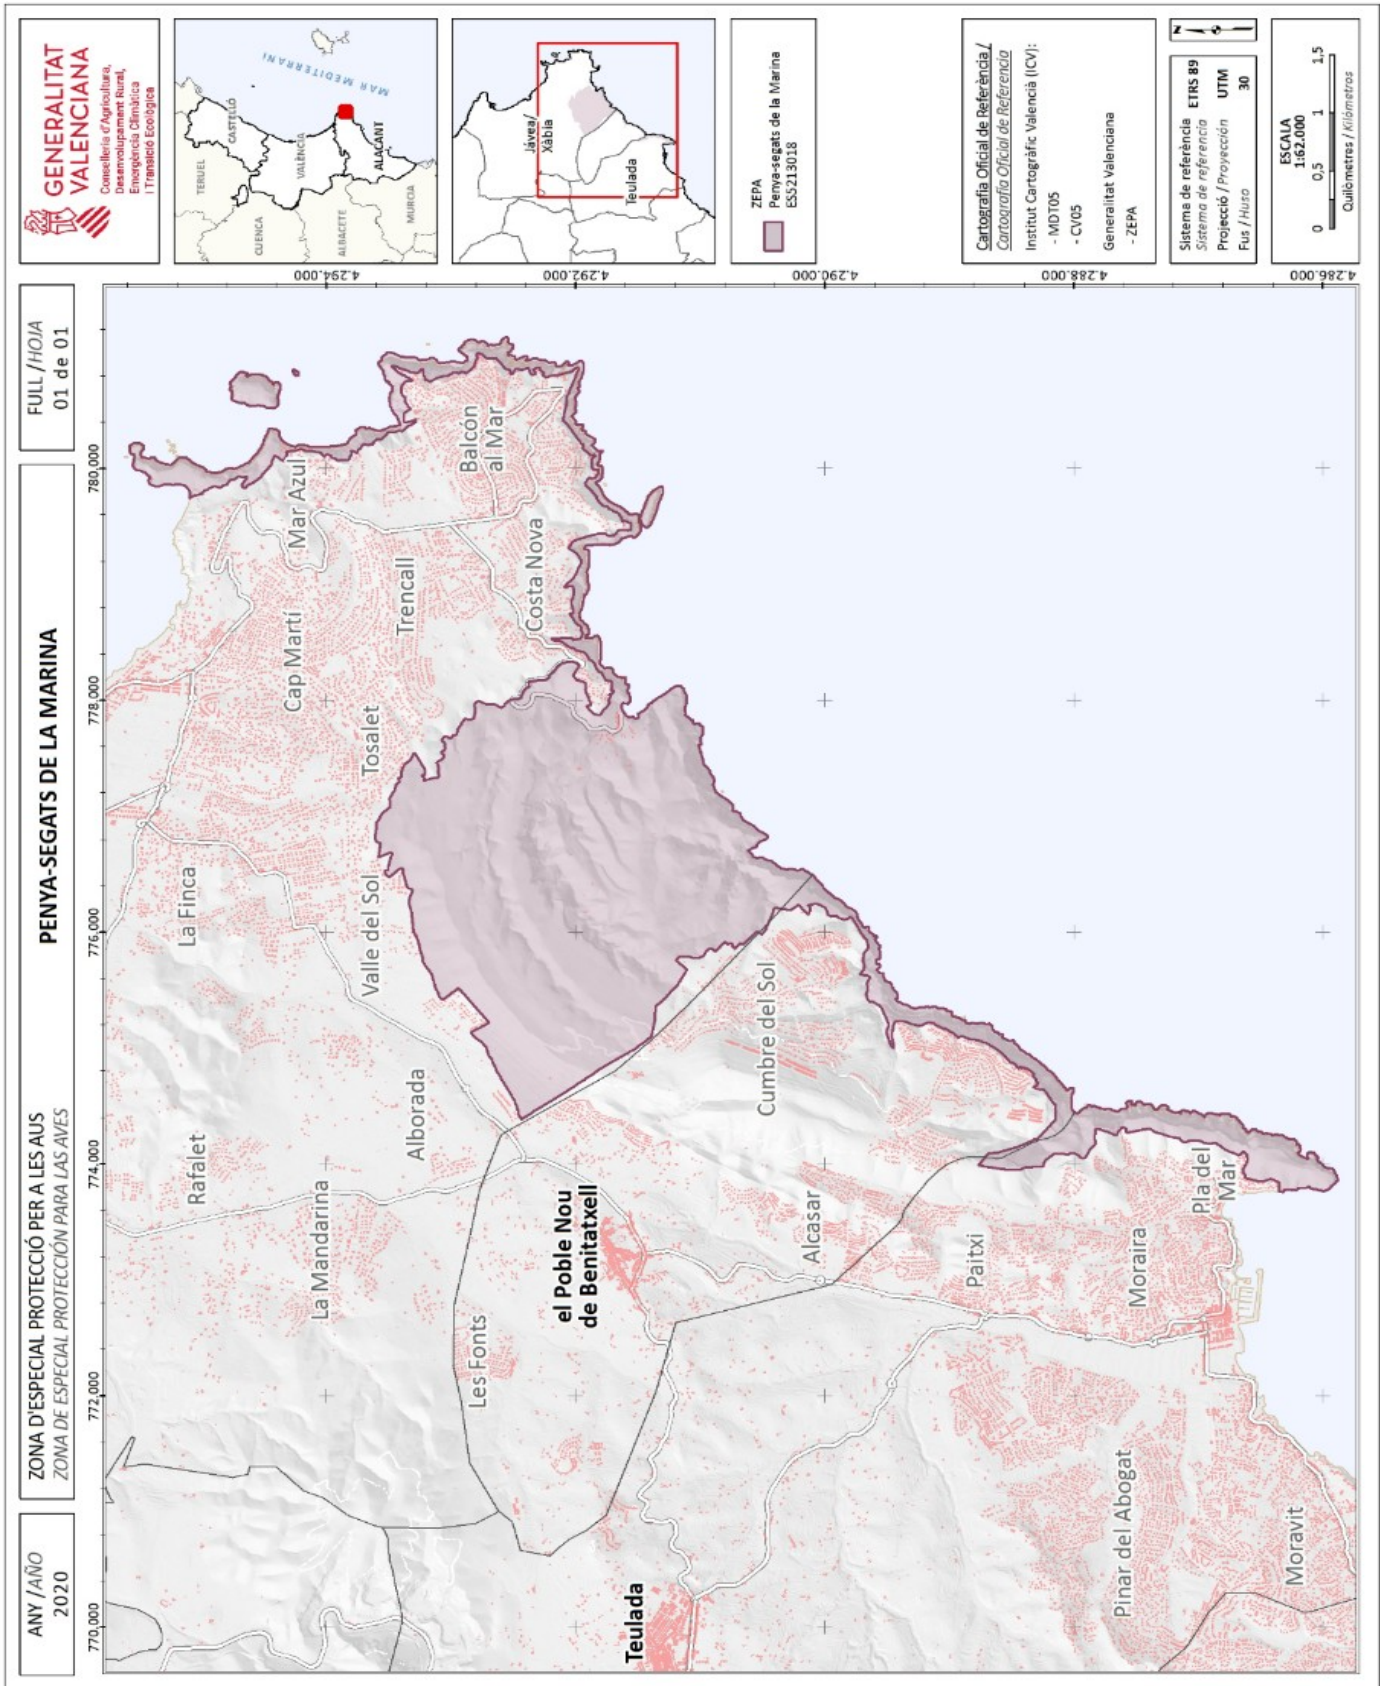 ANY / AÑO
2020
ZONA D'ESPECIAL PROTECCIÓ PER A LES AUS
ZONA DE ESPECIAL PROTECCIÓN PARA LAS AVES
PENYA-SEGATS DE LA MARINA
FULL / HOJA
01 de 01
GENERALITAT
VALENCIANA
Conselleria d'Agricultura,
Desenvolupament Rural,
Emergència Climàtica
i Transició Ecològica
770.000
772.000
774.000
776.000
778.000
780.000
4.294.000
4.292.000
4.290.000
4.288.000
4.286.000
Rafalet
La Finca
La Mandarina
Alborada
Valle del Sol
Tosalet
Cap Martí
Mar Azul
Trencall
Balcón
al Mar
Costa Nova
Les Fonts
el Poble Nou
de Benitatxell
Teulada
Cumbre del Sol
Alcasar
Paitxi
Moraira
Pla del
Mar
Pinar del Abogat
Moravit
TERUEL
CASTELLÓ
CUENCA
VALÈNCIA
ALBACETE
ALACANT
MURCIA
MAR MEDITERRANI
Jávea/
Xàbia
Teulada
ZEPA
Penya-segats de la Marina
ES5213018
Cartografia Oficial de Referència /
Cartografía Oficial de Referencia
Institut Cartogràfic Valencià (ICV):
- MDT05
- CV05
Generalitat Valenciana
- ZEPA
Sistema de referència ETRS 89
Sistema de referencia
Projecció / Proyección UTM
Fus / Huso 30
N
ESCALA
1:62.000
0 0,5 1 1,5
Quilòmetres / Kilómetros